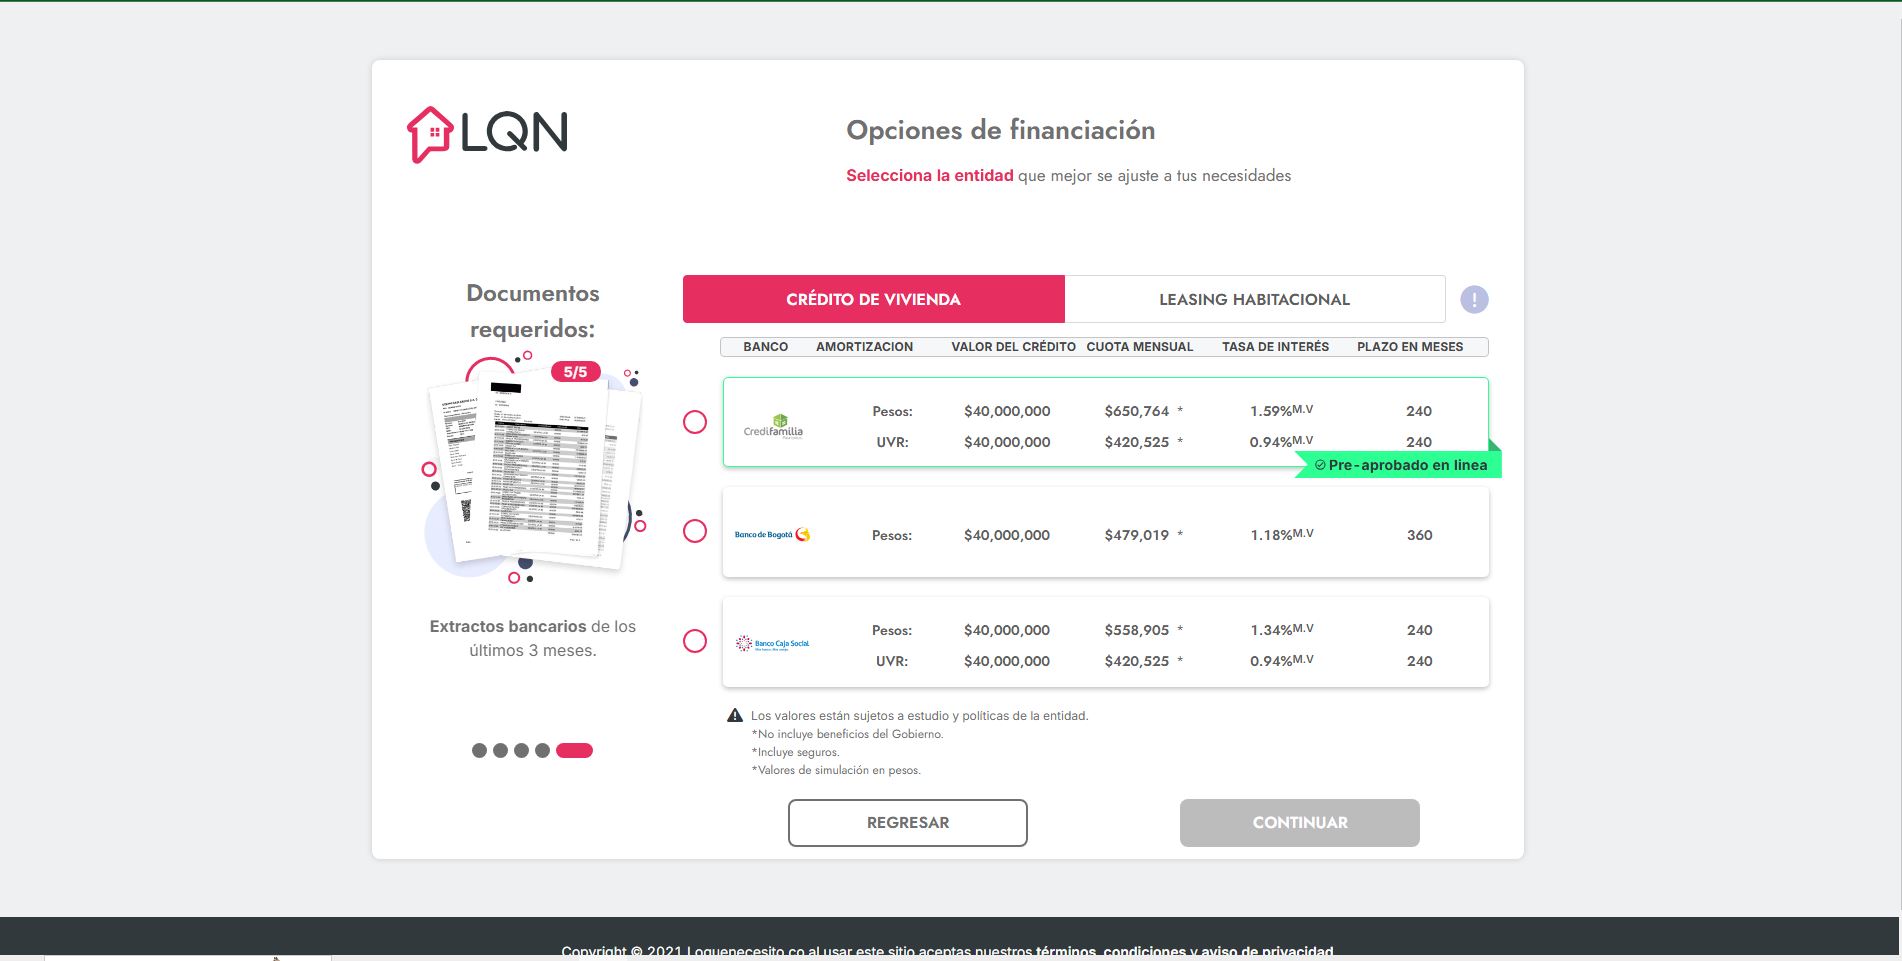 LQN
Opciones de financiación
Selecciona la entidad que mejor se ajuste a tus necesidades
Documentos
requeridos:
5/5
Extractos bancarios de los
últimos 3 meses.
CRÉDITO DE VIVIENDA
LEASING HABITACIONAL
!
BANCO AMORTIZACION VALOR DEL CRÉDITO CUOTA MENSUAL TASA DE INTERÉS PLAZO EN MESES
Credifamilia
Pesos: $40,000,000 $650,764 * 1.59%M.V 240
UVR: $40,000,000 $420,525 * 0.94%M.V 240
Pre-aprobado en linea
Banco de Bogotá
Pesos: $40,000,000 $479,019 * 1.18%M.V 360
Banco Caja Social
Pesos: $40,000,000 $558,905 * 1.34%M.V 240
UVR: $40,000,000 $420,525 * 0.94%M.V 240
Los valores están sujetos a estudio y políticas de la entidad.
*No incluye beneficios del Gobierno.
*Incluye seguros.
*Valores de simulación en pesos.
REGRESAR
CONTINUAR
Copyright © 2021 Loquenecesito.co al usar este sitio aceptas nuestros términos, condiciones y aviso de privacidad